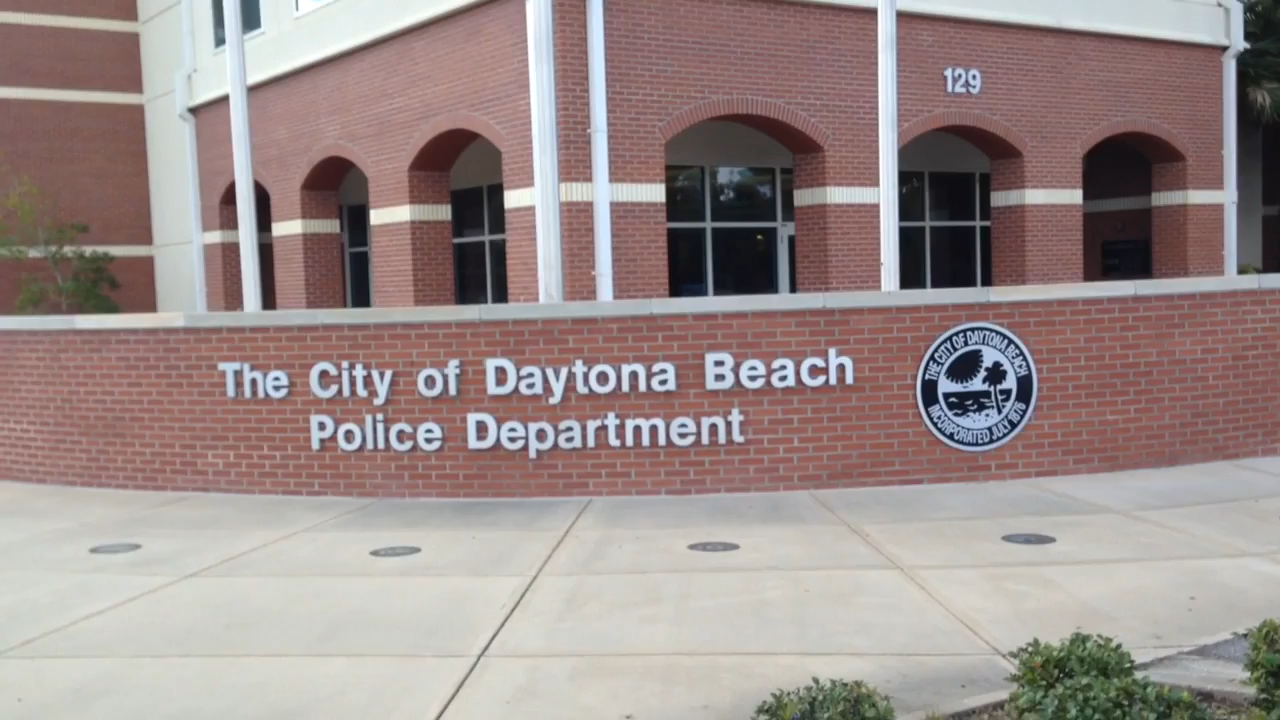 129
The City of Daytona Beach
Police Department
THE CITY OF DAYTONA BEACH
INCORPORATED JULY 1876